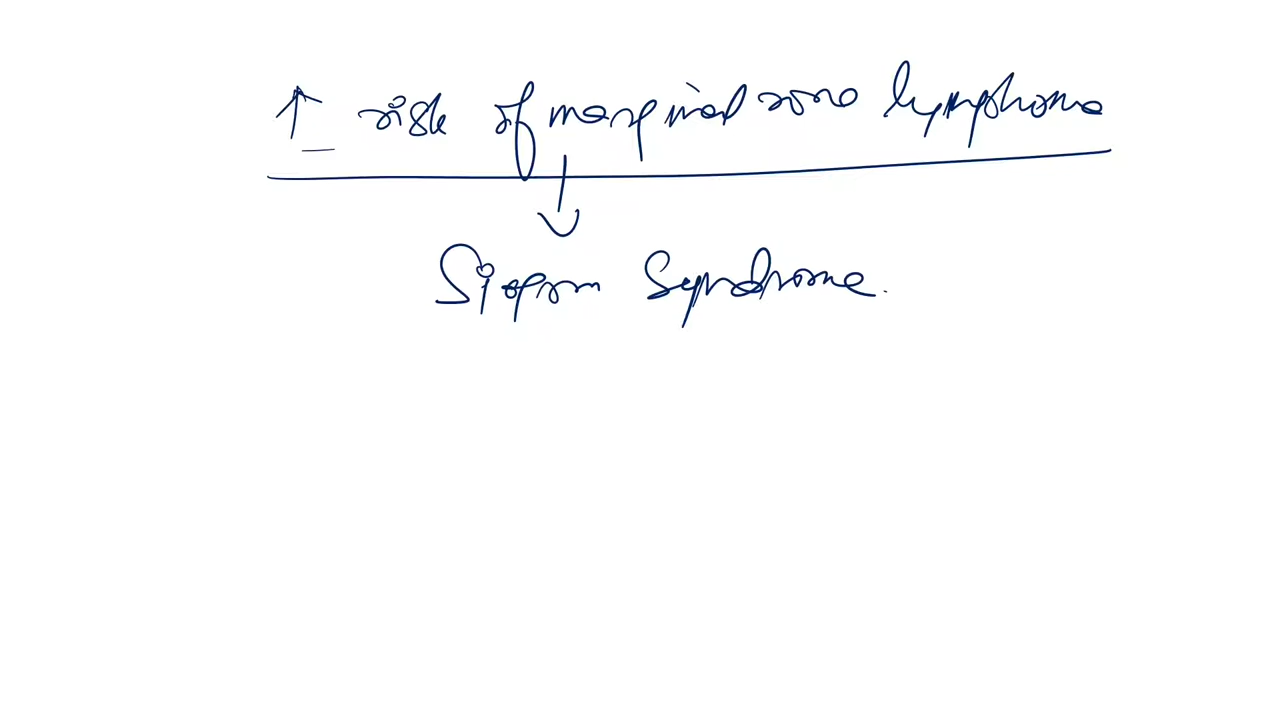 ↑ risk of marginal zone lymphoma
↓
Sjogren Syndrome.